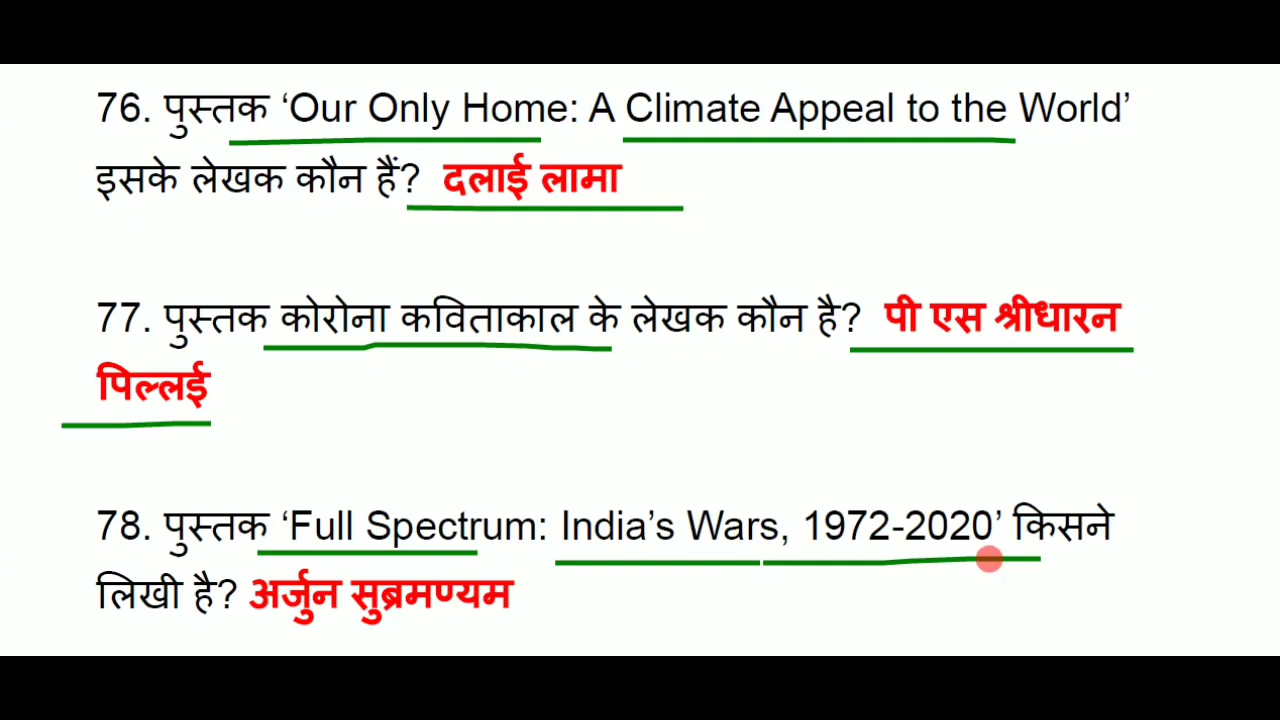 76. पुस्तक ‘Our Only Home: A Climate Appeal to the World’
इसके लेखक कौन हैं? दलाई लामा
77. पुस्तक कोरोना कविताकाल के लेखक कौन है? पी एस श्रीधारन
पिल्लई
78. पुस्तक ‘Full Spectrum: India’s Wars, 1972-2020’ किसने
लिखी है? अर्जुन सुब्रमण्यम